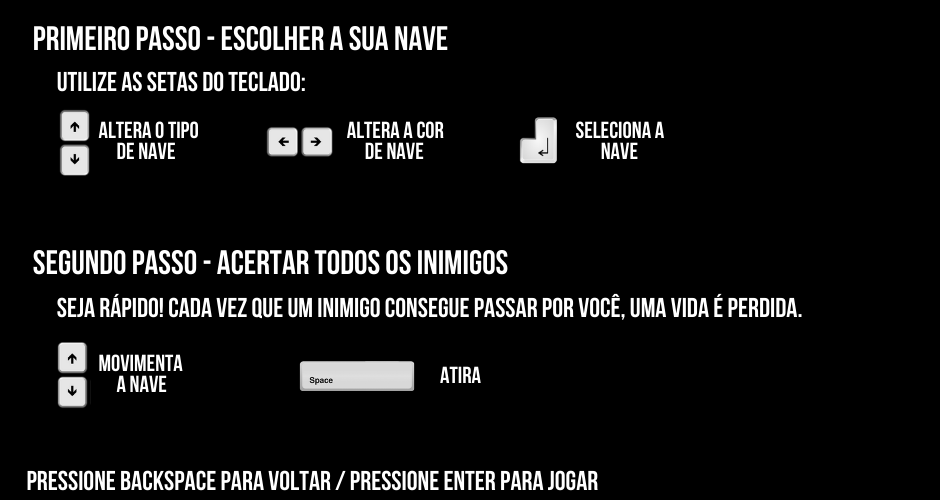 PRIMEIRO PASSO - ESCOLHER A SUA NAVE
UTILIZE AS SETAS DO TECLADO:
ALTERA O TIPO
DE NAVE
ALTERA A COR
DE NAVE
SELECIONA A
NAVE
SEGUNDO PASSO - ACERTAR TODOS OS INIMIGOS
SEJA RÁPIDO! CADA VEZ QUE UM INIMIGO CONSEGUE PASSAR POR VOCÊ, UMA VIDA É PERDIDA.
MOVIMENTA
A NAVE
Space
ATIRA
PRESSIONE BACKSPACE PARA VOLTAR / PRESSIONE ENTER PARA JOGAR